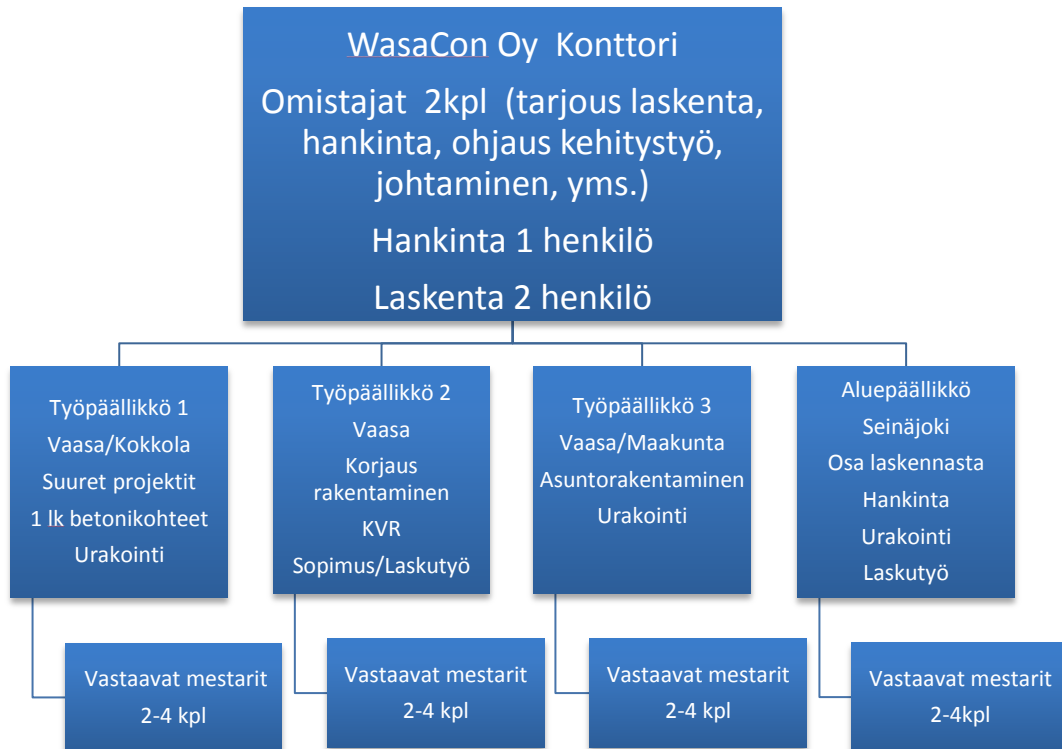 WasaCon Oy Konttori
Omistajat 2kpl (tarjous laskenta,
hankinta, ohjaus kehitystyö,
johtaminen, yms.)
Hankinta 1 henkilö
Laskenta 2 henkilö
Työpäällikkö 1
Vaasa/Kokkola
Suuret projektit
1 lk betonikohteet
Urakointi
Työpäällikkö 2
Vaasa
Korjaus
rakentaminen
KVR
Sopimus/Laskutyö
Työpäällikkö 3
Vaasa/Maakunta
Asuntorakentaminen
Urakointi
Aluepäällikkö
Seinäjoki
Osa laskennasta
Hankinta
Urakointi
Laskutyö
Vastaavat mestarit
2-4 kpl
Vastaavat mestarit
2-4 kpl
Vastaavat mestarit
2-4 kpl
Vastaavat mestarit
2-4kpl